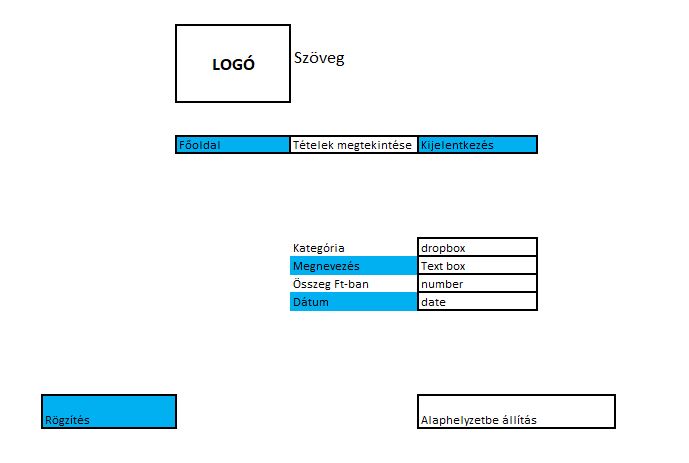 LOGÓ Szöveg
Főoldal Tételek megtekintése Kijelentkezés
Kategória dropbox
Megnevezés Text box
Összeg Ft-ban number
Dátum date
Rögzítés Alaphelyzetbe állítás